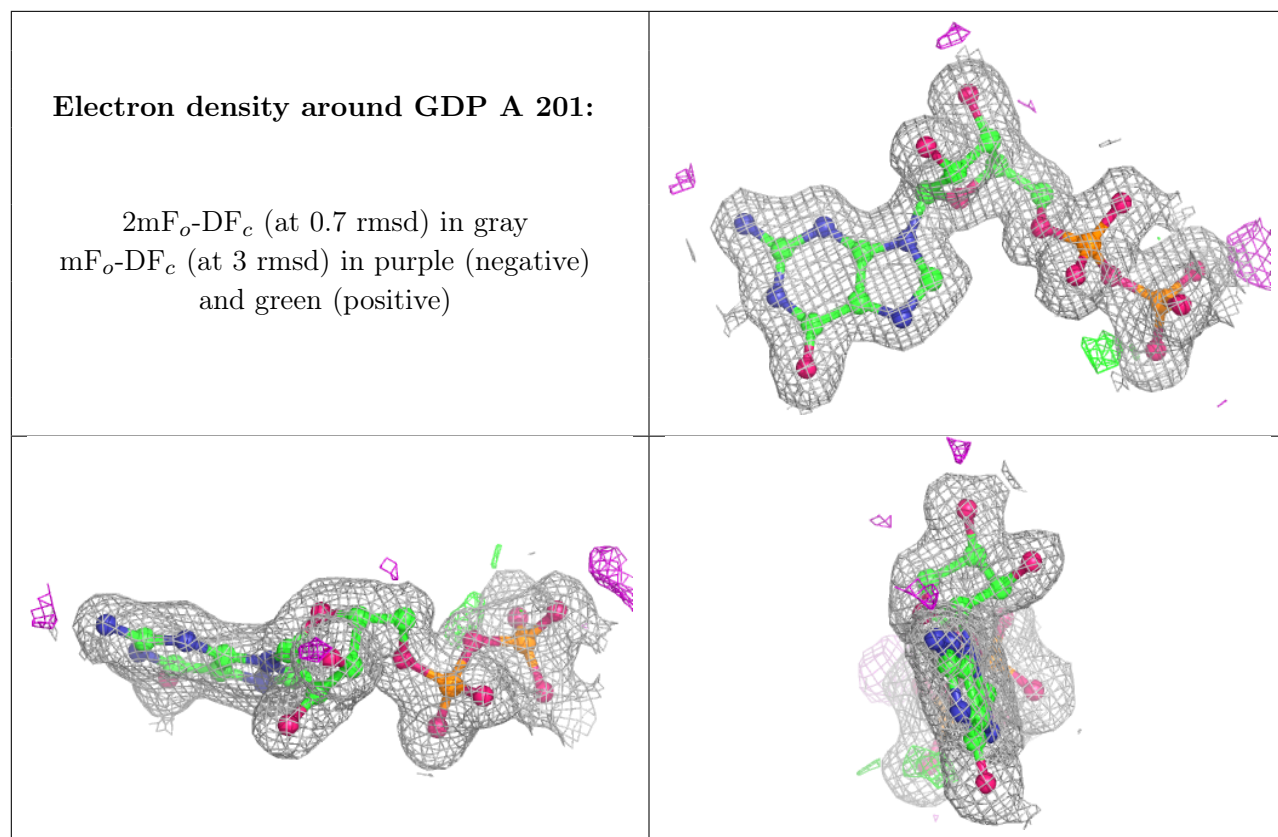 Electron density around GDP A 201:
2mFo-DFc (at 0.7 rmsd) in gray
mFo-DFc (at 3 rmsd) in purple (negative)
and green (positive)